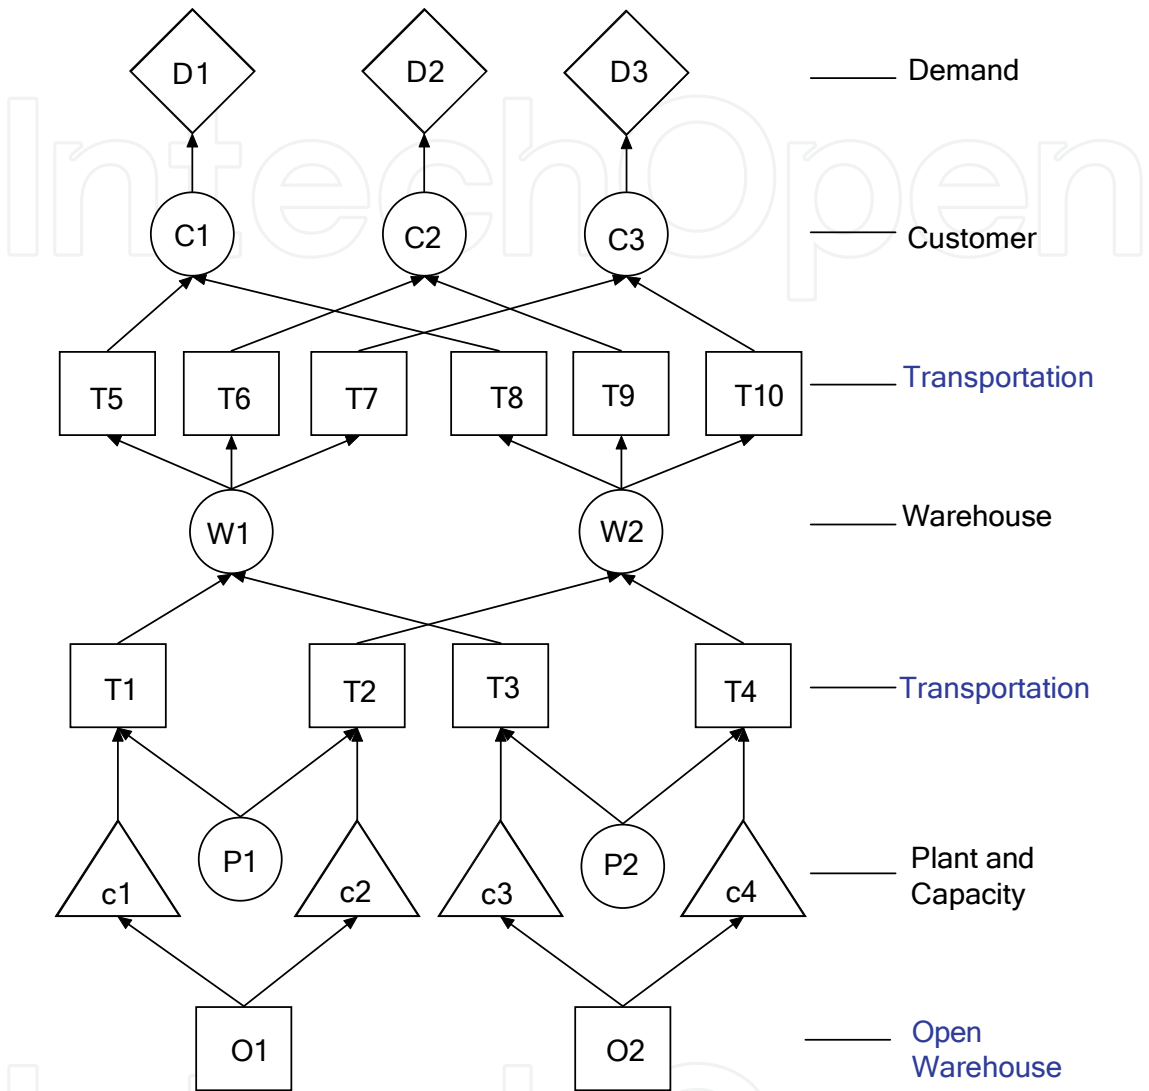 D1 D2 D3 Demand
IntechOpen
C1 C2 C3 Customer
T5 T6 T7 T8 T9 T10 Transportation
W1 W2 Warehouse
T1 T2 T3 T4 Transportation
c1 P1 c2 c3 P2 c4 Plant and
Capacity
O1 O2 Open
Warehouse